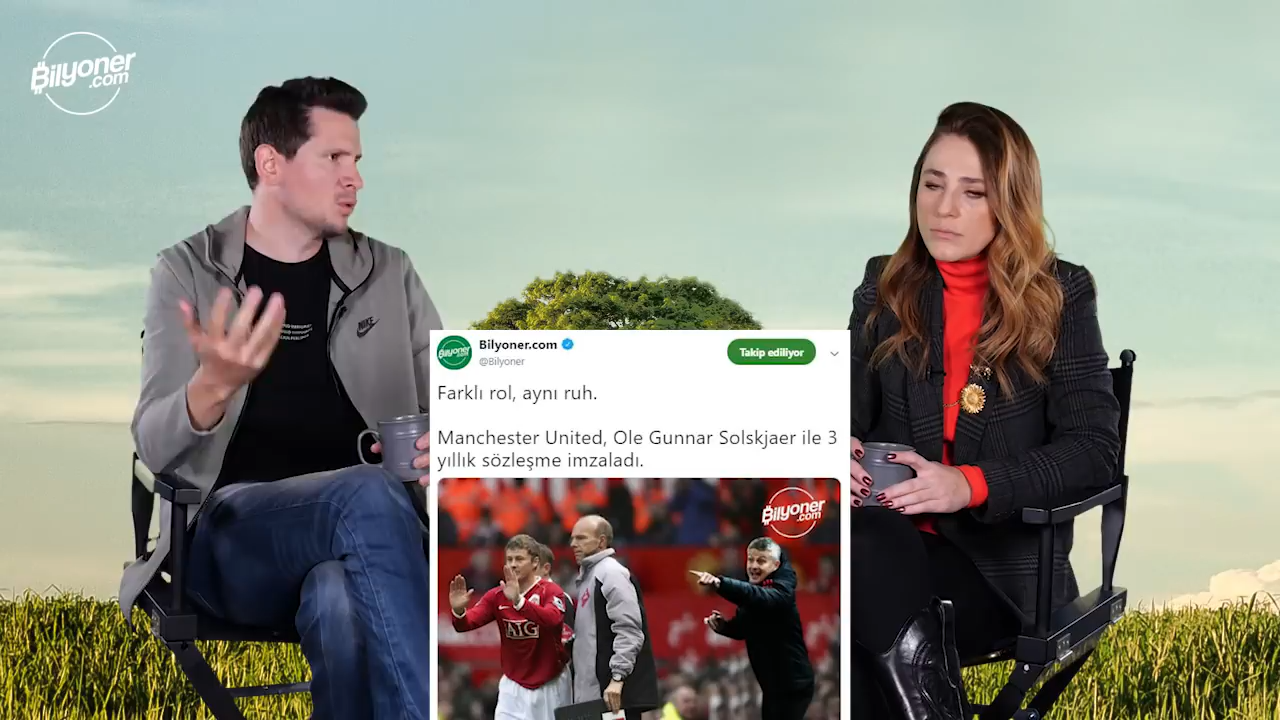 Bilyoner
.com
NIKE
Bilyoner.com
@Bilyoner
Takip ediliyor
Farklı rol, aynı ruh.
Manchester United, Ole Gunnar Solskjaer ile 3
yıllık sözleşme imzaladı.
Bilyoner
.com
AIG